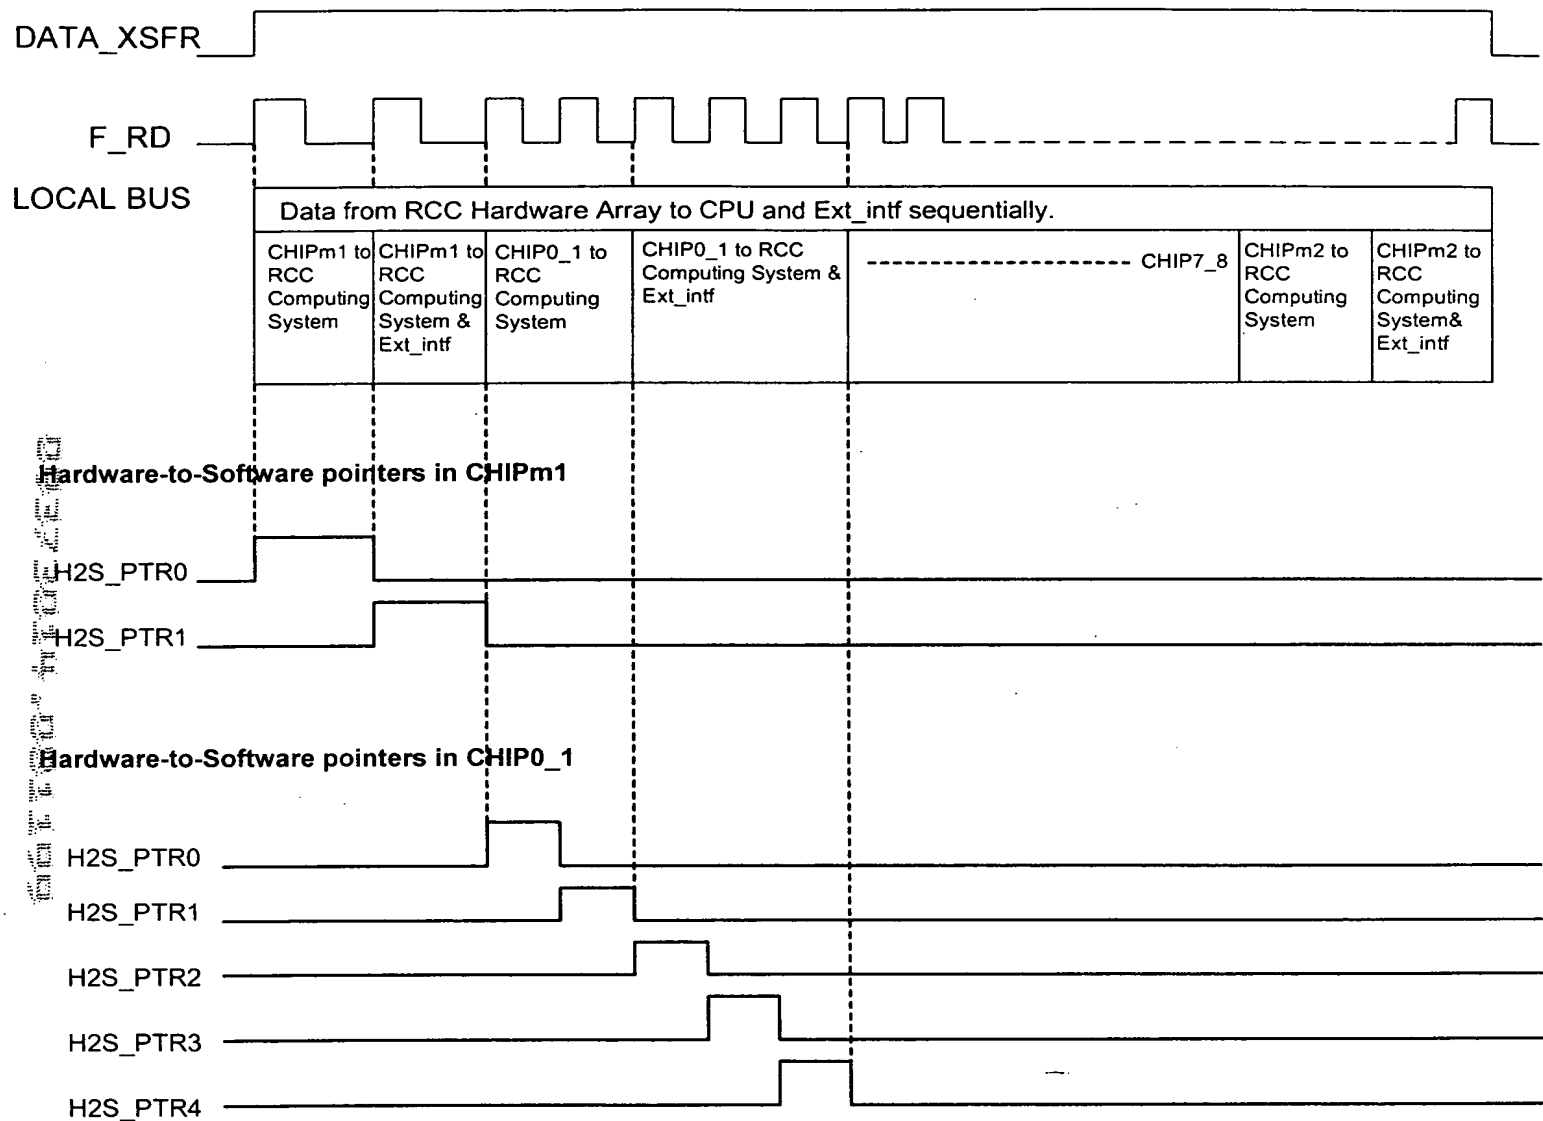 DATA_XSFR
F_RD
LOCAL BUS
Data from RCC Hardware Array to CPU and Ext_intf sequentially.
CHIPm1 to
RCC
Computing
System
CHIPm1 to
RCC
Computing
System &
Ext_intf
CHIP0_1 to
RCC
Computing
System
CHIP0_1 to RCC
Computing System &
Ext_intf
CHIP7_8
CHIPm2 to
RCC
Computing
System
CHIPm2 to
RCC
Computing
System&
Ext_intf
Hardware-to-Software pointers in CHIPm1
H2S_PTR0
H2S_PTR1
Hardware-to-Software pointers in CHIP0_1
H2S_PTR0
H2S_PTR1
H2S_PTR2
H2S_PTR3
H2S_PTR4